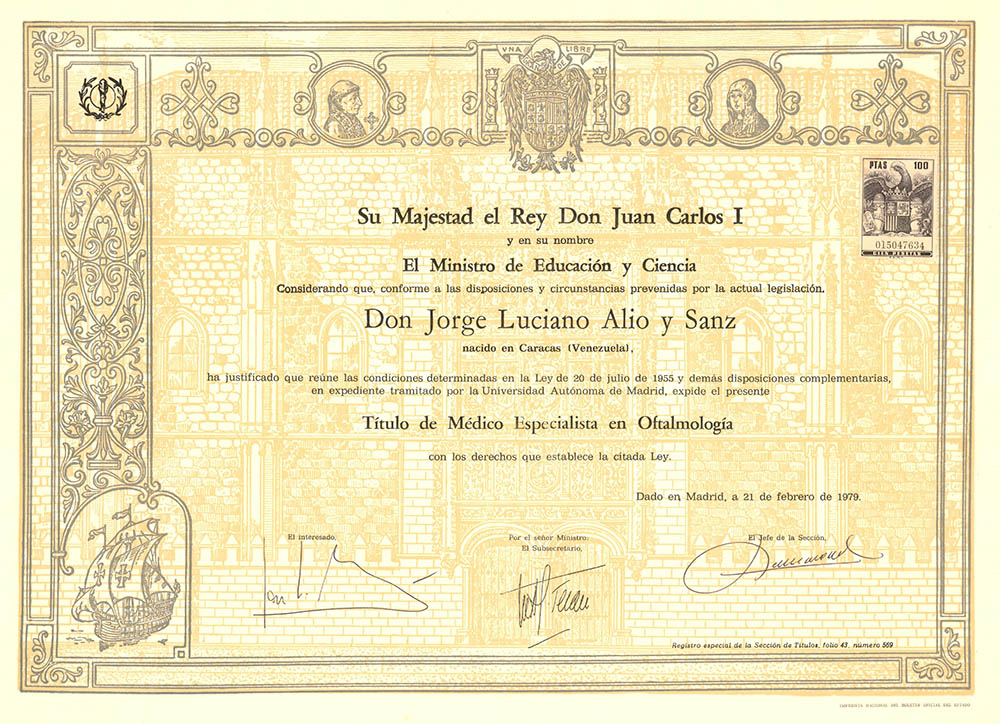 VNA LIBRE
PTAS 100
015047634
CIEN PESETAS
Su Majestad el Rey Don Juan Carlos I
y en su nombre
El Ministro de Educación y Ciencia
Considerando que, conforme a las disposiciones y circunstancias prevenidas por la actual legislación.
Don Jorge Luciano Alio y Sanz
nacido en Caracas (Venezuela),
ha justificado que reúne las condiciones determinadas en la Ley de 20 de julio de 1955 y demás disposiciones complementarias,
en expediente tramitado por la Universidad Autónoma de Madrid, expide el presente
Título de Médico Especialista en Oftalmología
con los derechos que establece la citada Ley.
Dado en Madrid, a 21 de febrero de 1979.
El interesado,
Por el señor Ministro:
El Subsecretario,
El Jefe de la Sección,
Registro especial de la Sección de Títulos, folio 43, número 569
IMPRENTA NACIONAL DEL BOLETIN OFICIAL DEL ESTADO